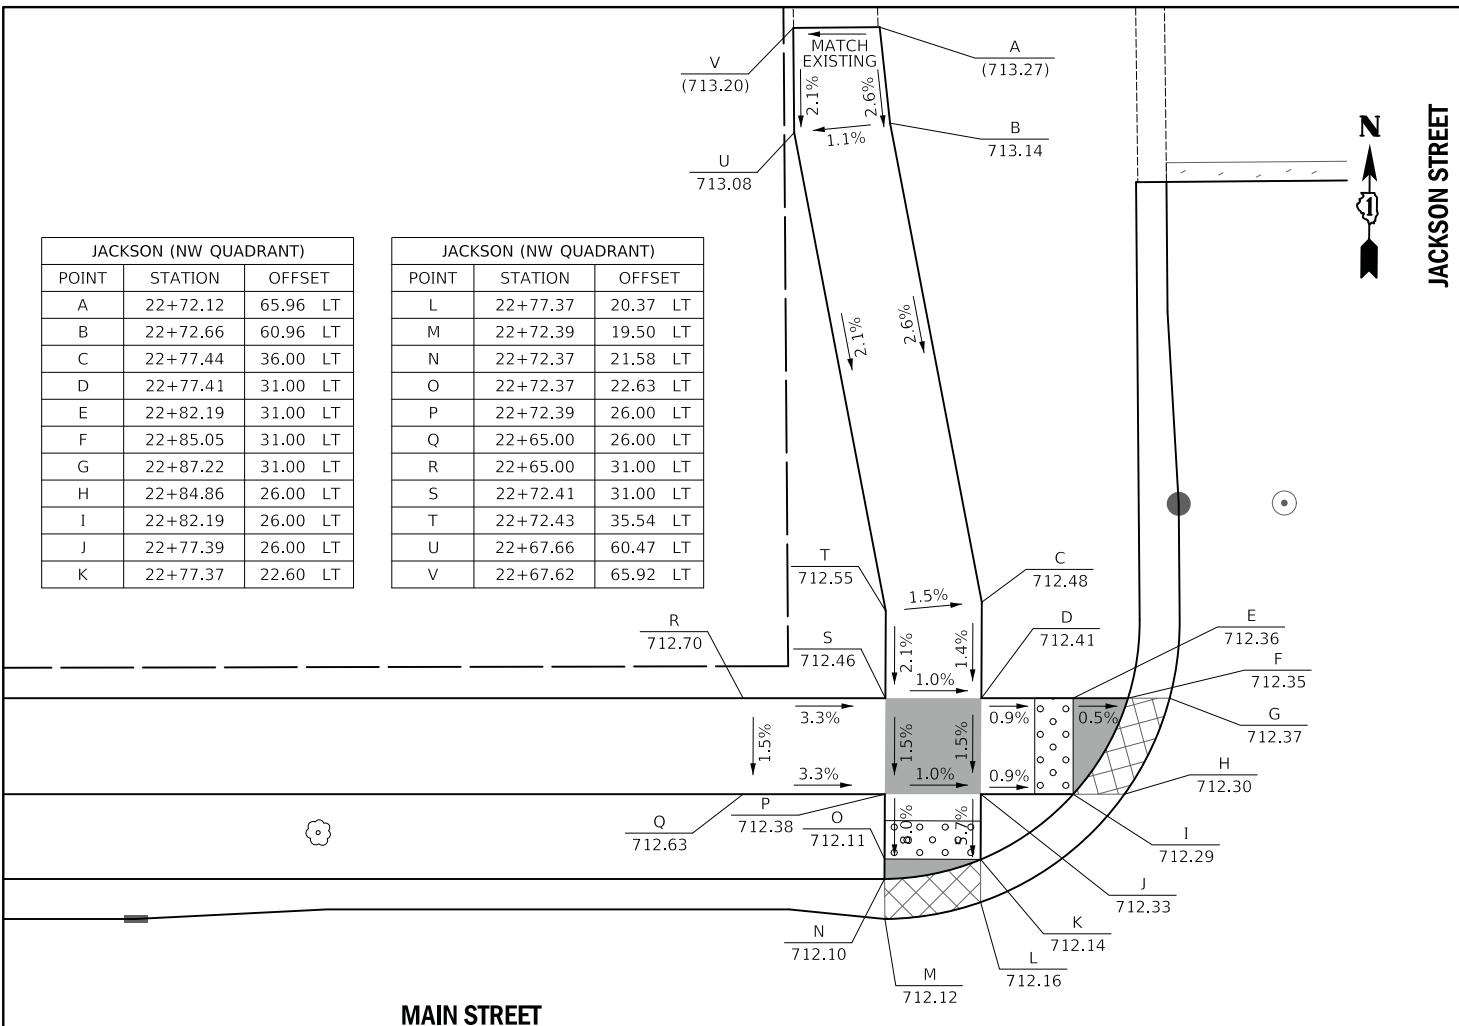 V
(713.20)
MATCH
EXISTING
A
(713.27)
2.1%
2.6%
1.1%
B
713.14
U
713.08
N
1
JACKSON STREET
JACKSON (NW QUADRANT)
POINT STATION OFFSET
A 22+72.12 65.96 LT
B 22+72.66 60.96 LT
C 22+77.44 36.00 LT
D 22+77.41 31.00 LT
E 22+82.19 31.00 LT
F 22+85.05 31.00 LT
G 22+87.22 31.00 LT
H 22+84.86 26.00 LT
I 22+82.19 26.00 LT
J 22+77.39 26.00 LT
K 22+77.37 22.60 LT
JACKSON (NW QUADRANT)
POINT STATION OFFSET
L 22+77.37 20.37 LT
M 22+72.39 19.50 LT
N 22+72.37 21.58 LT
O 22+72.37 22.63 LT
P 22+72.39 26.00 LT
Q 22+65.00 26.00 LT
R 22+65.00 31.00 LT
S 22+72.41 31.00 LT
T 22+72.43 35.54 LT
U 22+67.66 60.47 LT
V 22+67.62 65.92 LT
2.1%
2.6%
T
712.55
C
712.48
1.5%
R
712.70
S
712.46
2.1%
1.4%
D
712.41
E
712.36
F
712.35
1.0%
3.3%
0.9%
0.5%
G
712.37
1.5%
1.5%
1.5%
3.3%
1.0%
0.9%
H
712.30
Q
712.63
P
712.38
O
712.11
8.0%
5.7%
I
712.29
J
712.33
N
712.10
K
712.14
M
712.12
L
712.16
MAIN STREET